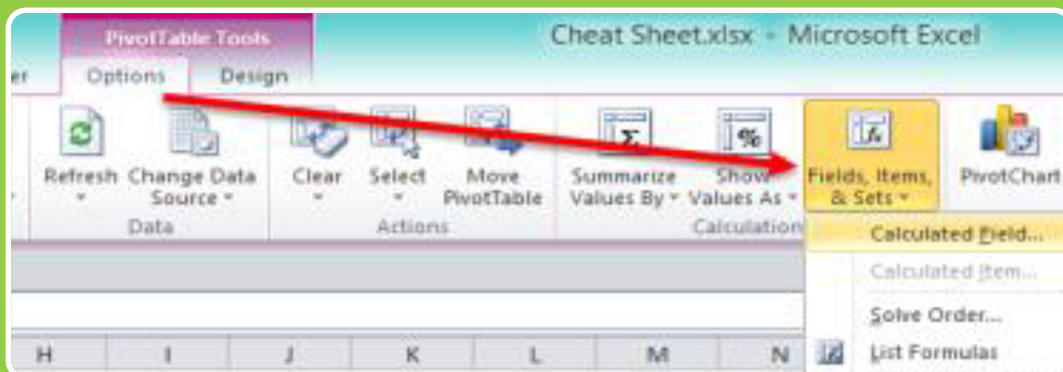 PivotTable Tools
Cheat Sheet.xlsx - Microsoft Excel
er Options Design
Refresh Change Data Source Clear Select Move PivotTable Summarize Values By Show Values As Fields, Items, & Sets PivotChart
Data Actions Calculation
Calculated Field...
Calculated Item...
Solve Order...
List Formulas
H I J K L M N